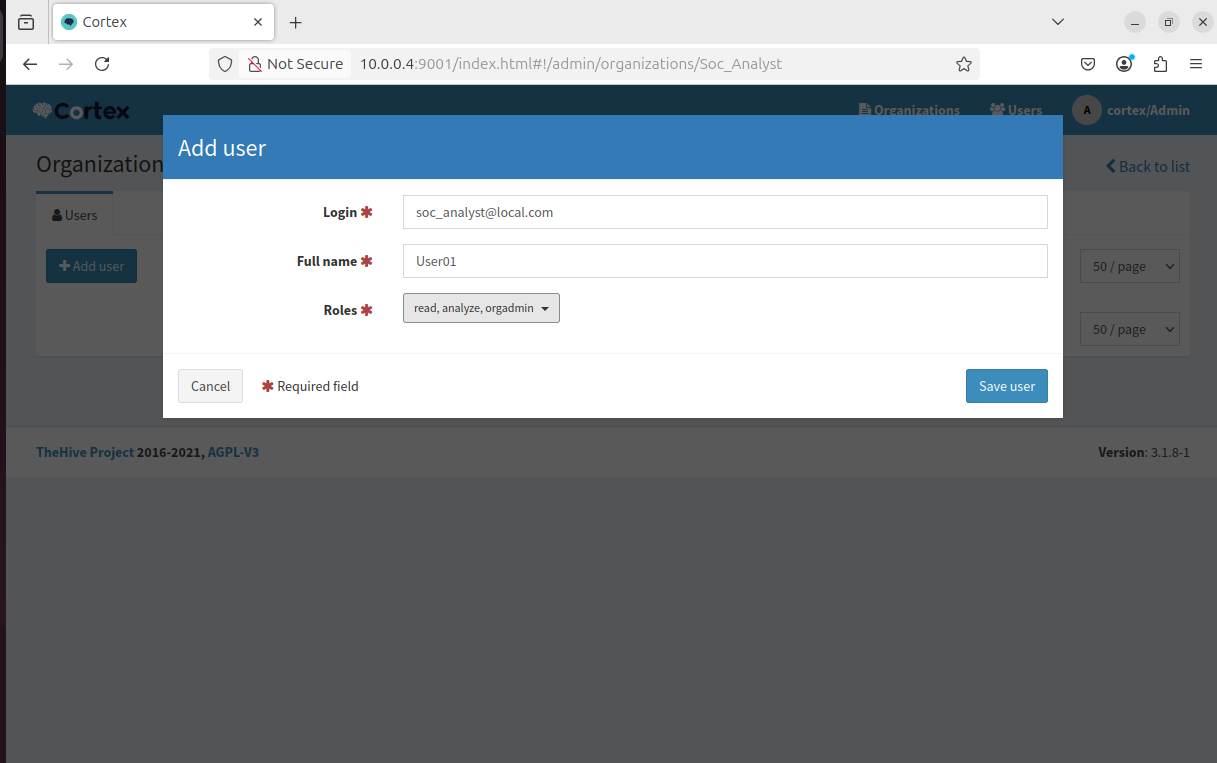 Cortex
Not Secure 10.0.0.4:9001/index.html#!/admin/organizations/Soc_Analyst
Cortex Organizations Users A cortex/Admin
Add user
Organization Back to list
Login
soc_analyst@local.com
Users
Full name
User01
Add user
50 / page
Roles
read, analyze, orgadmin
50 / page
Cancel
Required field
Save user
TheHive Project 2016-2021, AGPL-V3
Version: 3.1.8-1